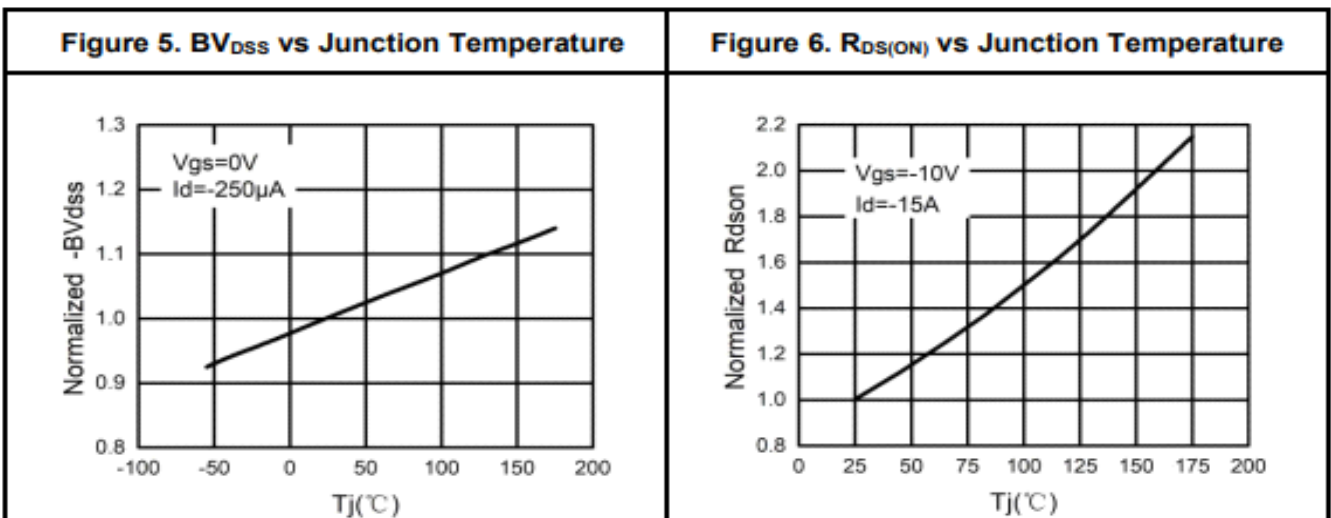 Figure 5. BVDSS vs Junction Temperature
Figure 6. RDS(ON) vs Junction Temperature
1.3
1.2
1.1
1.0
0.9
0.8
Normalized -BVdss
Vgs=0V
Id=-250μA
-100 -50 0 50 100 150 200
Tj(℃)
2.2
2.0
1.8
1.6
1.4
1.2
1.0
0.8
Normalized Rdson
Vgs=-10V
Id=-15A
0 25 50 75 100 125 150 175 200
Tj(℃)